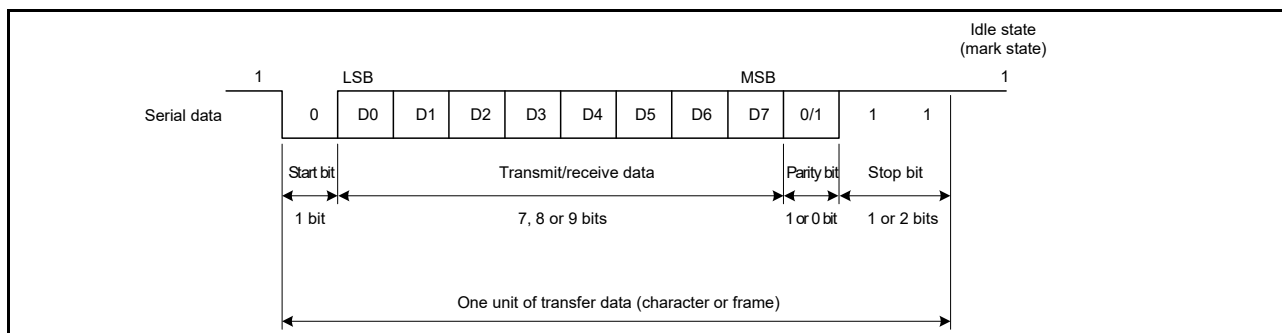 Idle state
(mark state)
1 LSB MSB 1
Serial data 0 D0 D1 D2 D3 D4 D5 D6 D7 0/1 1 1
Start bit Transmit/receive data Parity bit Stop bit
1 bit 7, 8 or 9 bits 1 or 0 bit 1 or 2 bits
One unit of transfer data (character or frame)